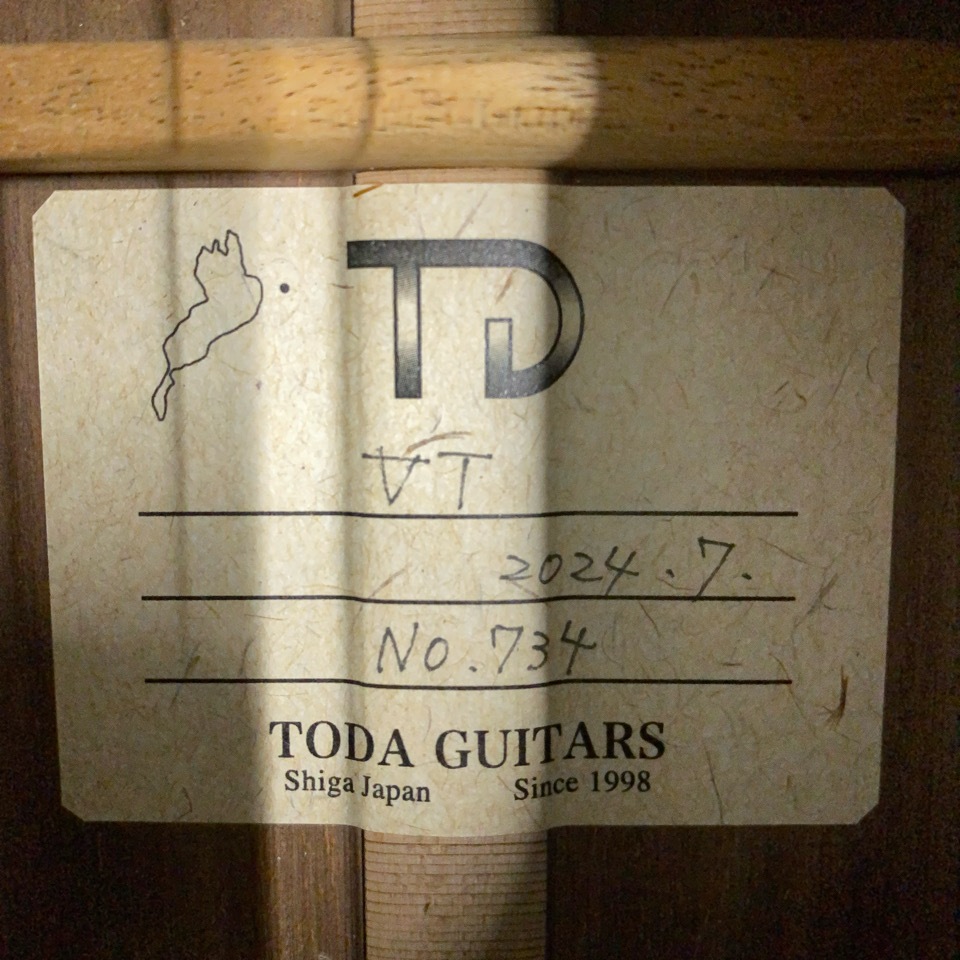 TD
VT
2024.7.
No.734
TODA GUITARS
Shiga Japan Since 1998